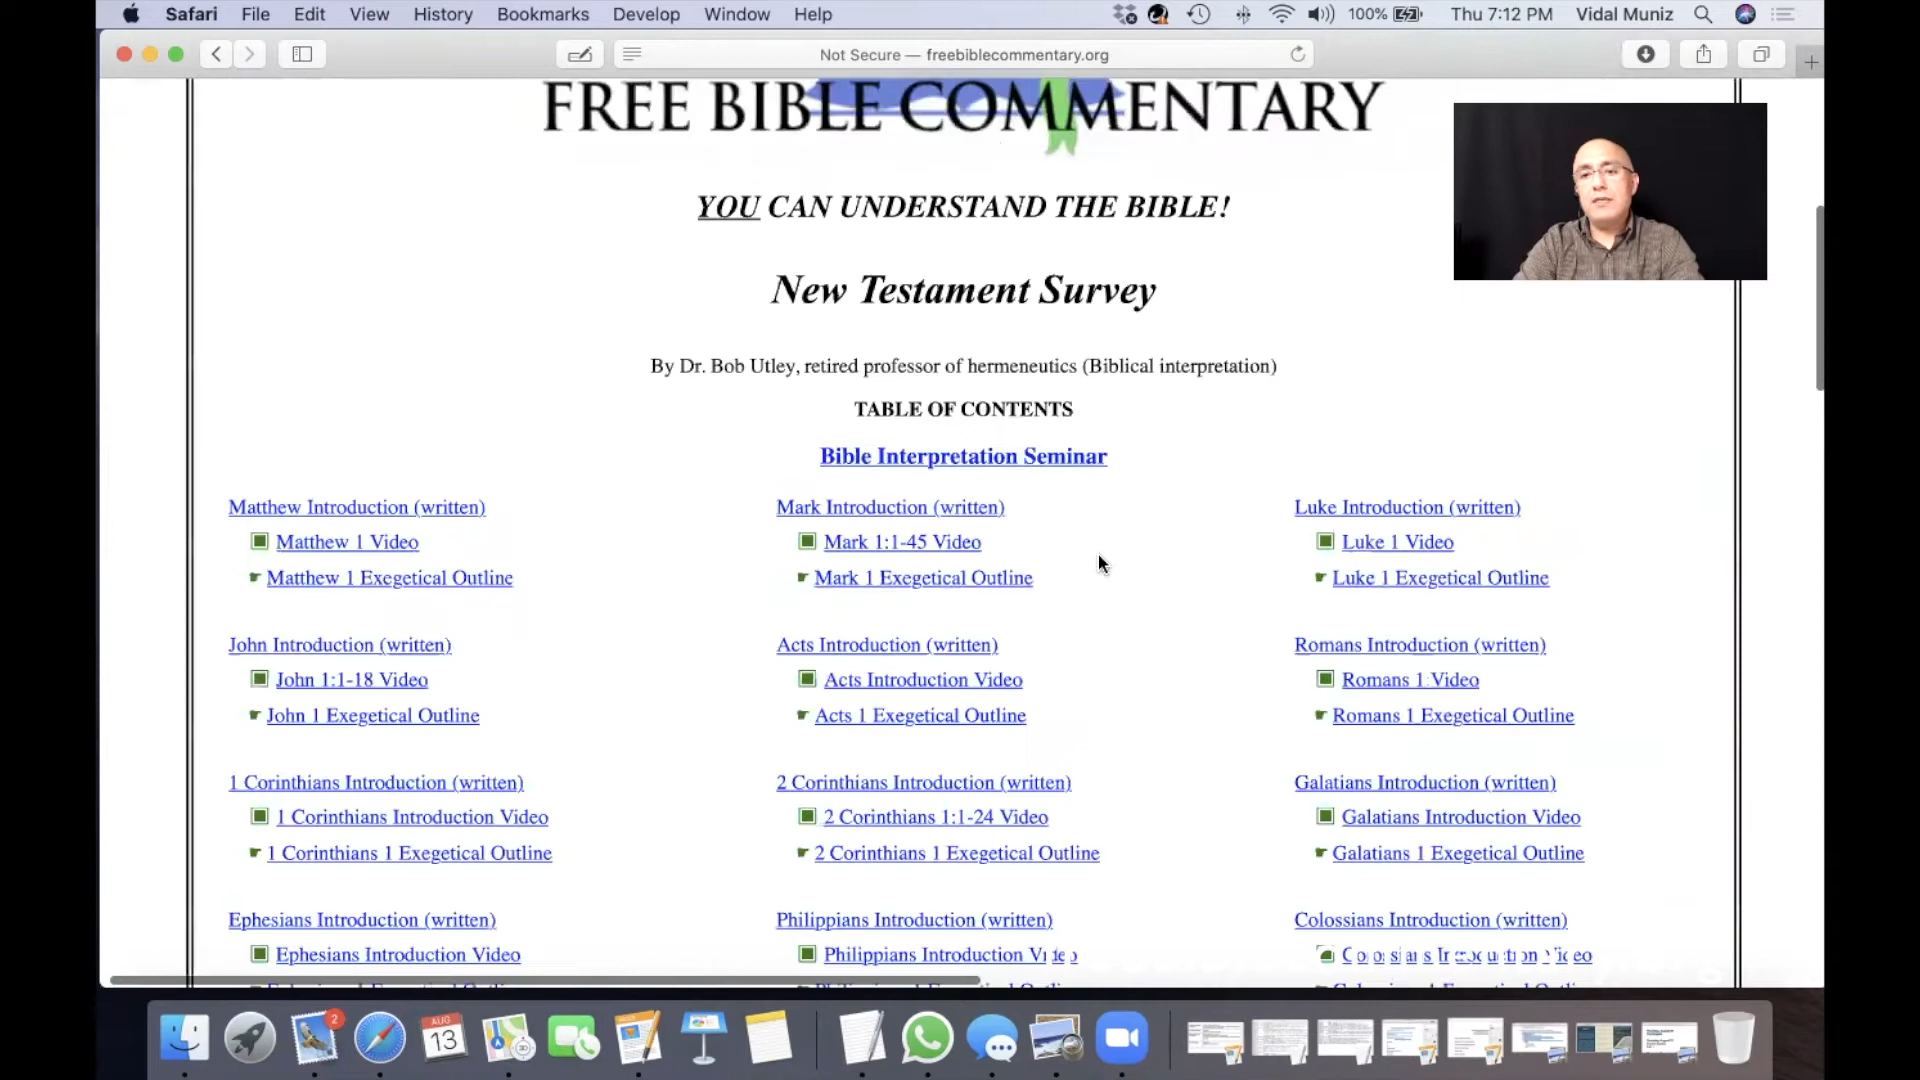 Safari File Edit View History Bookmarks Develop Window Help 100% Thu 7:12 PM Vidal Muniz
Not Secure — freebiblecommentary.org
FREE BIBLE COMMENTARY
YOU CAN UNDERSTAND THE BIBLE!
New Testament Survey
By Dr. Bob Utley, retired professor of hermeneutics (Biblical interpretation)
TABLE OF CONTENTS
Bible Interpretation Seminar
Matthew Introduction (written) Mark Introduction (written) Luke Introduction (written)
Matthew 1 Video Mark 1:1-45 Video Luke 1 Video
Matthew 1 Exegetical Outline Mark 1 Exegetical Outline Luke 1 Exegetical Outline
John Introduction (written) Acts Introduction (written) Romans Introduction (written)
John 1:1-18 Video Acts Introduction Video Romans 1 Video
John 1 Exegetical Outline Acts 1 Exegetical Outline Romans 1 Exegetical Outline
1 Corinthians Introduction (written) 2 Corinthians Introduction (written) Galatians Introduction (written)
1 Corinthians Introduction Video 2 Corinthians 1:1-24 Video Galatians Introduction Video
1 Corinthians 1 Exegetical Outline 2 Corinthians 1 Exegetical Outline Galatians 1 Exegetical Outline
Ephesians Introduction (written) Philippians Introduction (written) Colossians Introduction (written)
Ephesians Introduction Video Philippians Introduction Video Colossians Introduction Video
2 AUG
13